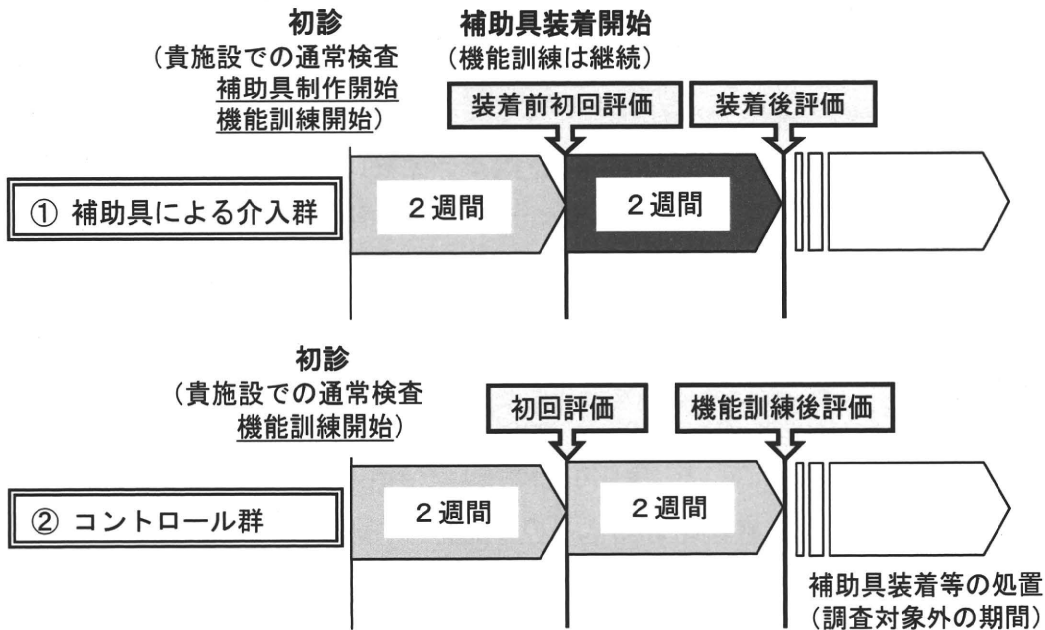 初診
（貴施設での通常検査
補助具制作開始
機能訓練開始）
補助具装着開始
（機能訓練は継続）
装着前初回評価
装着後評価
① 補助具による介入群
２週間
２週間
初診
（貴施設での通常検査
機能訓練開始）
初回評価
機能訓練後評価
② コントロール群
２週間
２週間
補助具装着等の処置
（調査対象外の期間）